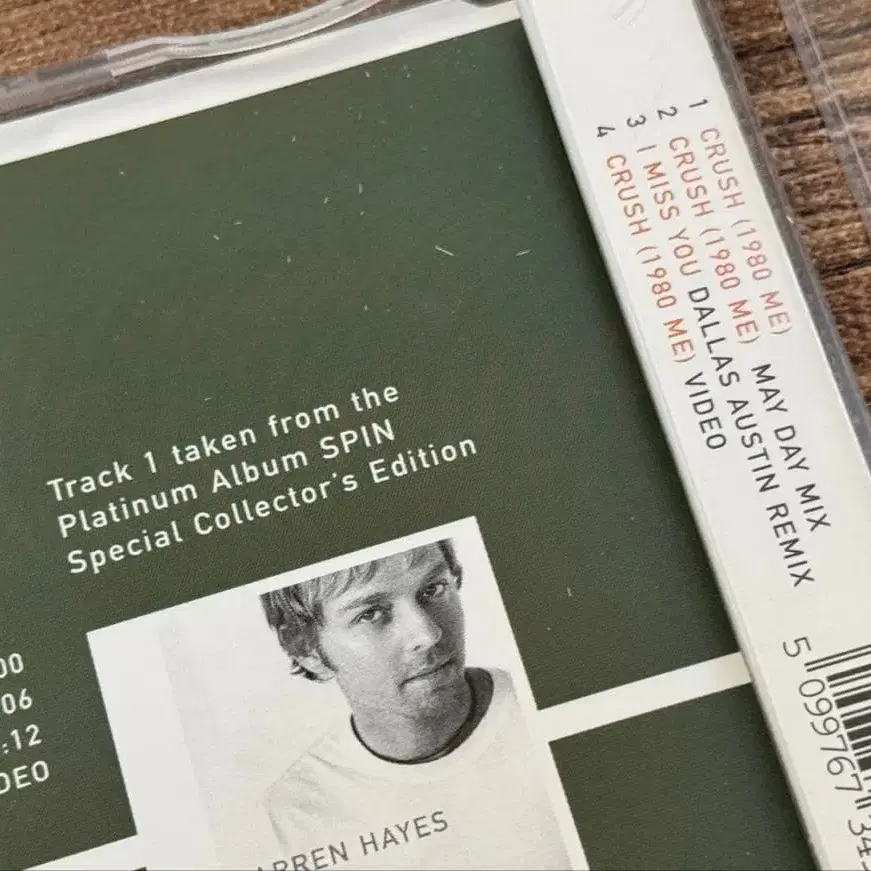 Track 1 taken from the
Platinum Album SPIN
Special Collector's Edition
00
06
:12
DEO
RREN HAYES
1 CRUSH (1980 ME)
2 CRUSH (1980 ME) MAY DAY MIX
3 I MISS YOU DALLAS AUSTIN REMIX
4 CRUSH (1980 ME) VIDEO
5 099767 34